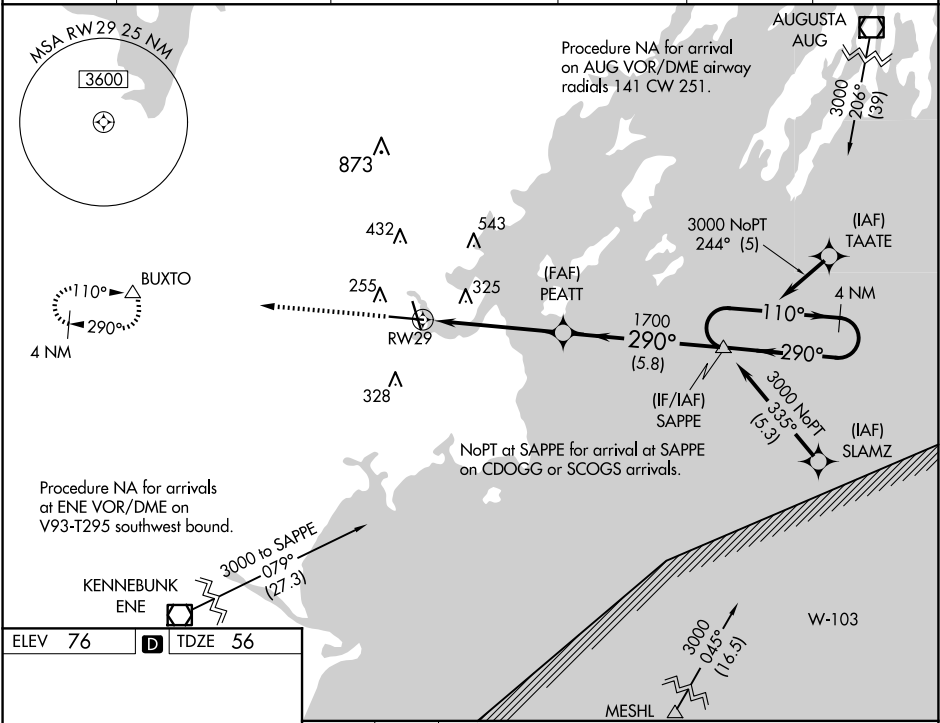 MSA RW 29 25 NM
3600
AUGUSTA
AUG
Procedure NA for arrival
on AUG VOR/DME airway
radials 141 CW 251.
3000
206°
(39)
873
432
543
3000 NoPT
244° (5)
(IAF)
TAATE
110°
BUXTO
290°
4 NM
255
325
(FAF)
PEATT
4 NM
110°
RW29
1700
290°
(5.8)
290°
328
(IF/IAF)
SAPPE
3000 NoPT
335°
(5.3)
(IAF)
SLAMZ
NoPT at SAPPE for arrival at SAPPE
on CDOGG or SCOGS arrivals.
Procedure NA for arrivals
at ENE VOR/DME on
V93-T295 southwest bound.
3000 to SAPPE
079°
(27.3)
KENNEBUNK
ENE
W-103
3000
045°
(16.5)
MESHL
ELEV 76 D TDZE 56